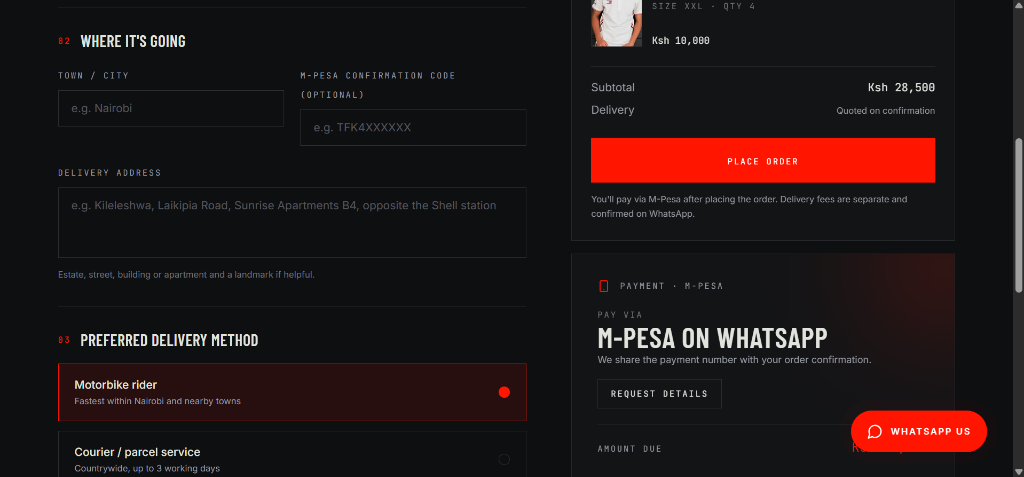 02 WHERE IT'S GOING
TOWN / CITY
e.g. Nairobi
M-PESA CONFIRMATION CODE
(OPTIONAL)
e.g. TFK4XXXXXX
DELIVERY ADDRESS
e.g. Kileleshwa, Laikipia Road, Sunrise Apartments B4, opposite the Shell station
Estate, street, building or apartment and a landmark if helpful.
03 PREFERRED DELIVERY METHOD
Motorbike rider
Fastest within Nairobi and nearby towns
Courier / parcel service
Countrywide, up to 3 working days
SIZE XXL · QTY 4
Ksh 10,000
Subtotal Ksh 28,500
Delivery Quoted on confirmation
PLACE ORDER
You'll pay via M-Pesa after placing the order. Delivery fees are separate and
confirmed on WhatsApp.
PAYMENT · M-PESA
PAY VIA
M-PESA ON WHATSAPP
We share the payment number with your order confirmation.
REQUEST DETAILS
AMOUNT DUE
WHATSAPP US